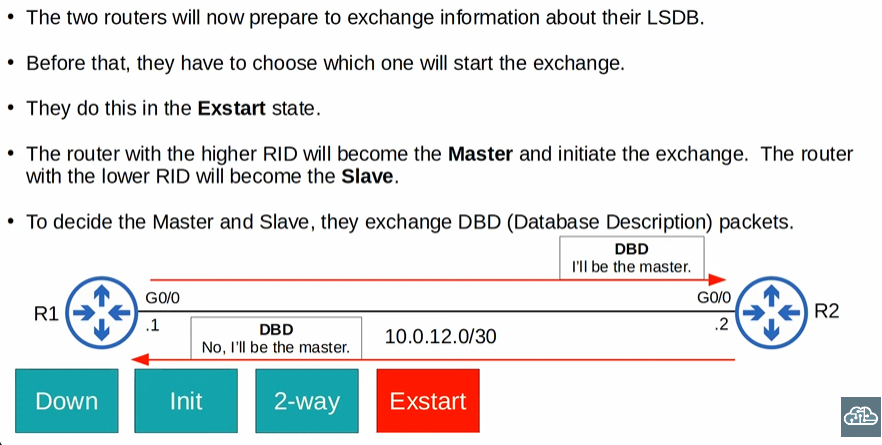 • The two routers will now prepare to exchange information about their LSDB.
• Before that, they have to choose which one will start the exchange.
• They do this in the Exstart state.
• The router with the higher RID will become the Master and initiate the exchange.  The router
with the lower RID will become the Slave.
• To decide the Master and Slave, they exchange DBD (Database Description) packets.
DBD
I'll be the master.
R1
G0/0
G0/0
R2
.1
.2
DBD
No, I'll be the master.
10.0.12.0/30
Down
Init
2-way
Exstart